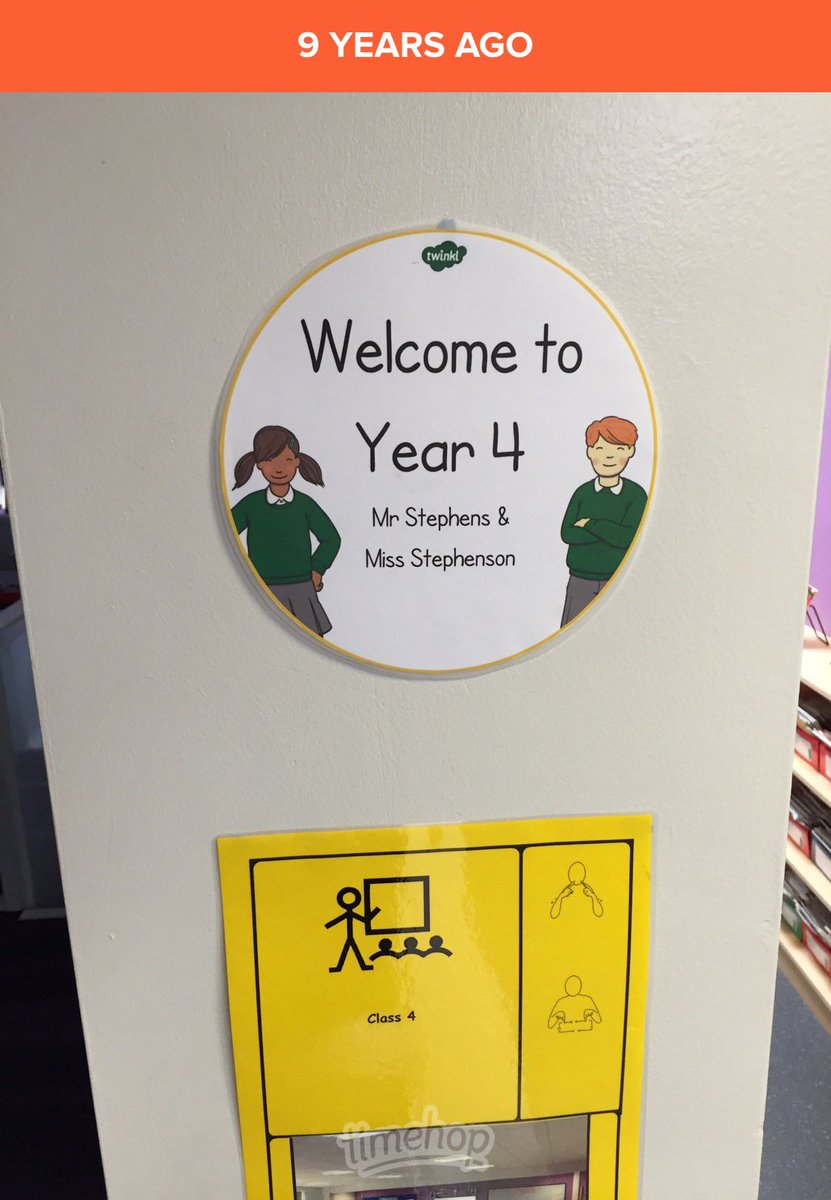 9 YEARS AGO
twinkl
Welcome to
Year 4
Mr Stephens &
Miss Stephenson
Class 4
timehop